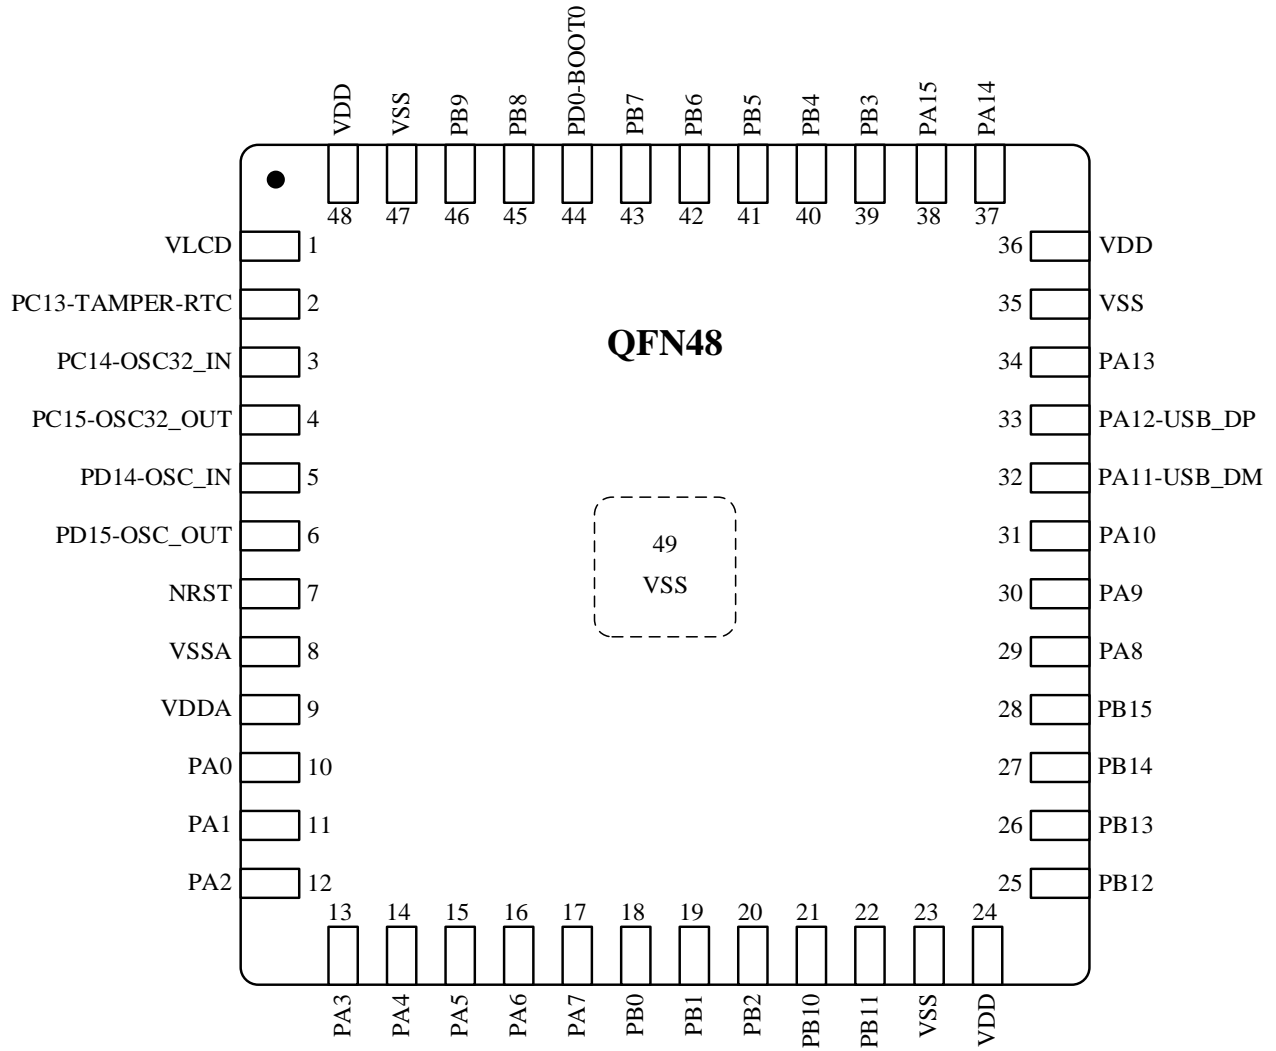 VDD VSS PB9 PB8 PD0-BOOT0 PB7 PB6 PB5 PB4 PB3 PA15 PA14
48 47 46 45 44 43 42 41 40 39 38 37
VLCD 1 36 VDD
PC13-TAMPER-RTC 2 35 VSS
QFN48
PC14-OSC32_IN 3 34 PA13
PC15-OSC32_OUT 4 33 PA12-USB_DP
PD14-OSC_IN 5 32 PA11-USB_DM
PD15-OSC_OUT 6 49 31 PA10
NRST 7 VSS 30 PA9
VSSA 8 29 PA8
VDDA 9 28 PB15
PA0 10 27 PB14
PA1 11 26 PB13
PA2 12 25 PB12
13 14 15 16 17 18 19 20 21 22 23 24
PA3 PA4 PA5 PA6 PA7 PB0 PB1 PB2 PB10 PB11 VSS VDD